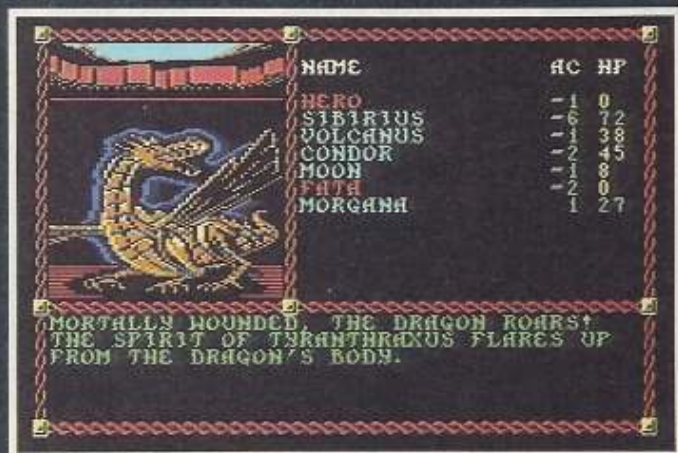 NAME AC HP
HERO -1 0
SIBIRIUS -6 72
VOLCANUS -1 38
CONDOR -2 45
MOON -1 8
FATA -2 0
MORGANA 1 27
MORTALLY WOUNDED, THE DRAGON ROARS!
THE SPIRIT OF TYRANTHRAXUS FLARES UP
FROM THE DRAGON'S BODY.